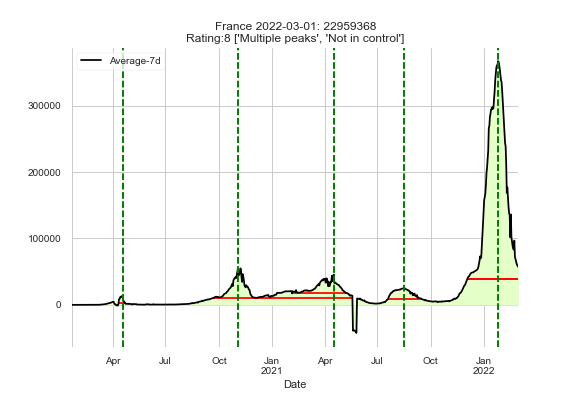 France 2022-03-01: 22959368
Rating:8 ['Multiple peaks', 'Not in control']
Average-7d
300000
200000
100000
0
Apr
Jul
Oct
Jan
2021
Apr
Jul
Oct
Jan
2022
Date